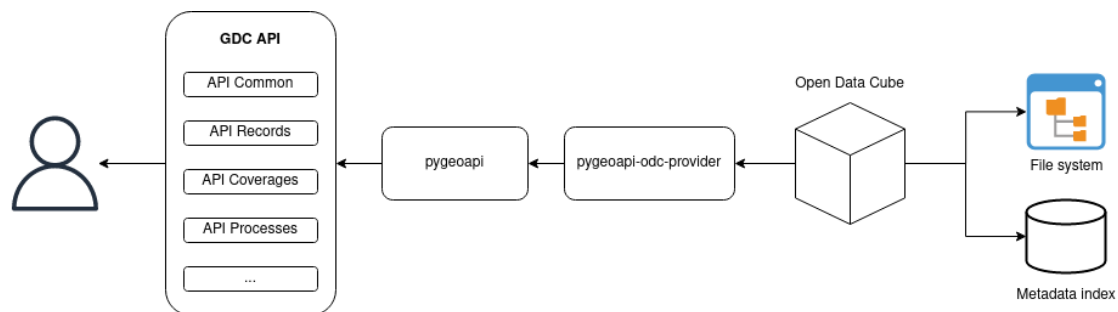 GDC API
API Common
API Records
API Coverages
API Processes
...
pygeoapi
pygeoapi-odc-provider
Open Data Cube
File system
Metadata index